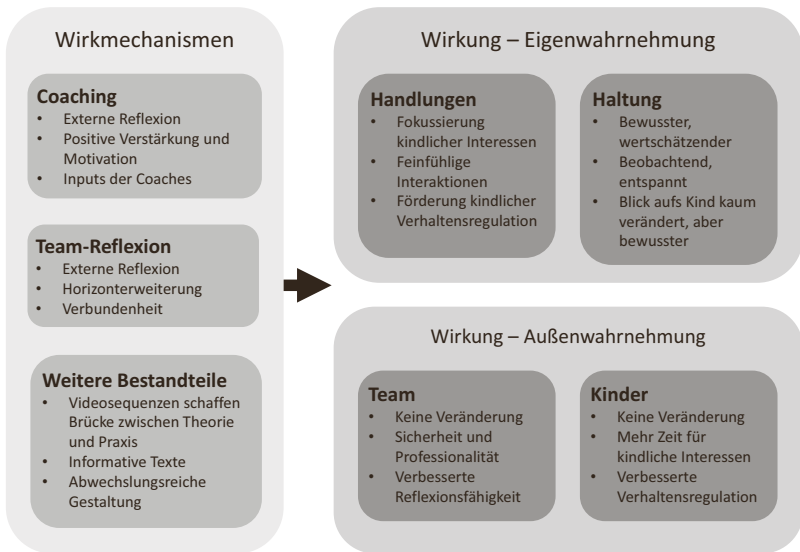 Wirkmechanismen
Coaching
• Externe Reflexion
• Positive Verstärkung und
Motivation
• Inputs der Coaches
Team-Reflexion
• Externe Reflexion
• Horizonterweiterung
• Verbundenheit
Weitere Bestandteile
• Videosequenzen schaffen
Brücke zwischen Theorie
und Praxis
• Informative Texte
• Abwechslungsreiche
Gestaltung
Wirkung – Eigenwahrnehmung
Handlungen
• Fokussierung
kindlicher Interessen
• Feinfühlige
Interaktionen
• Förderung kindlicher
Verhaltensregulation
Haltung
• Bewusster,
wertschätzender
• Beobachtend,
entspannt
• Blick aufs Kind kaum
verändert, aber
bewusster
Wirkung – Außenwahrnehmung
Team
• Keine Veränderung
• Sicherheit und
Professionalität
• Verbesserte
Reflexionsfähigkeit
Kinder
• Keine Veränderung
• Mehr Zeit für
kindliche Interessen
• Verbesserte
Verhaltensregulation